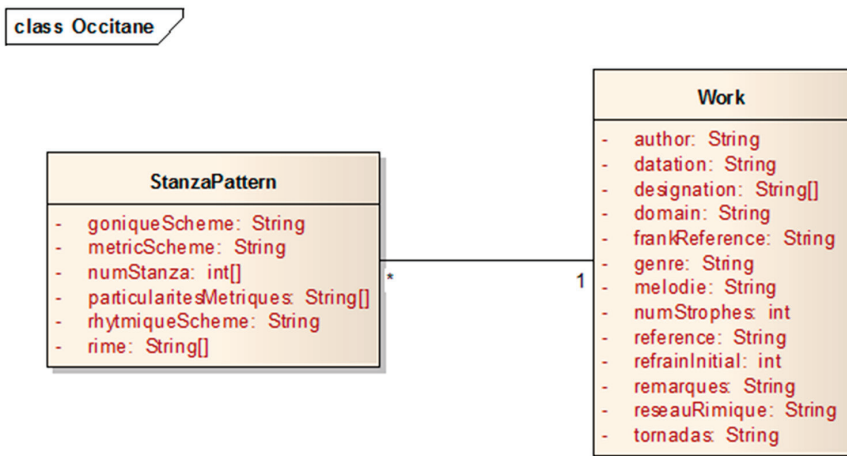 class Occitane
StanzaPattern
- goniqueScheme: String
- metricScheme: String
- numStanza: int[]
- particularitesMetriques: String[]
- rhytmiqueScheme: String
- rime: String[]
*
1
Work
- author: String
- datation: String
- designation: String[]
- domain: String
- frankReference: String
- genre: String
- melodie: String
- numStrophes: int
- reference: String
- refrainInitial: int
- remarques: String
- reseauRimique: String
- tornadas: String